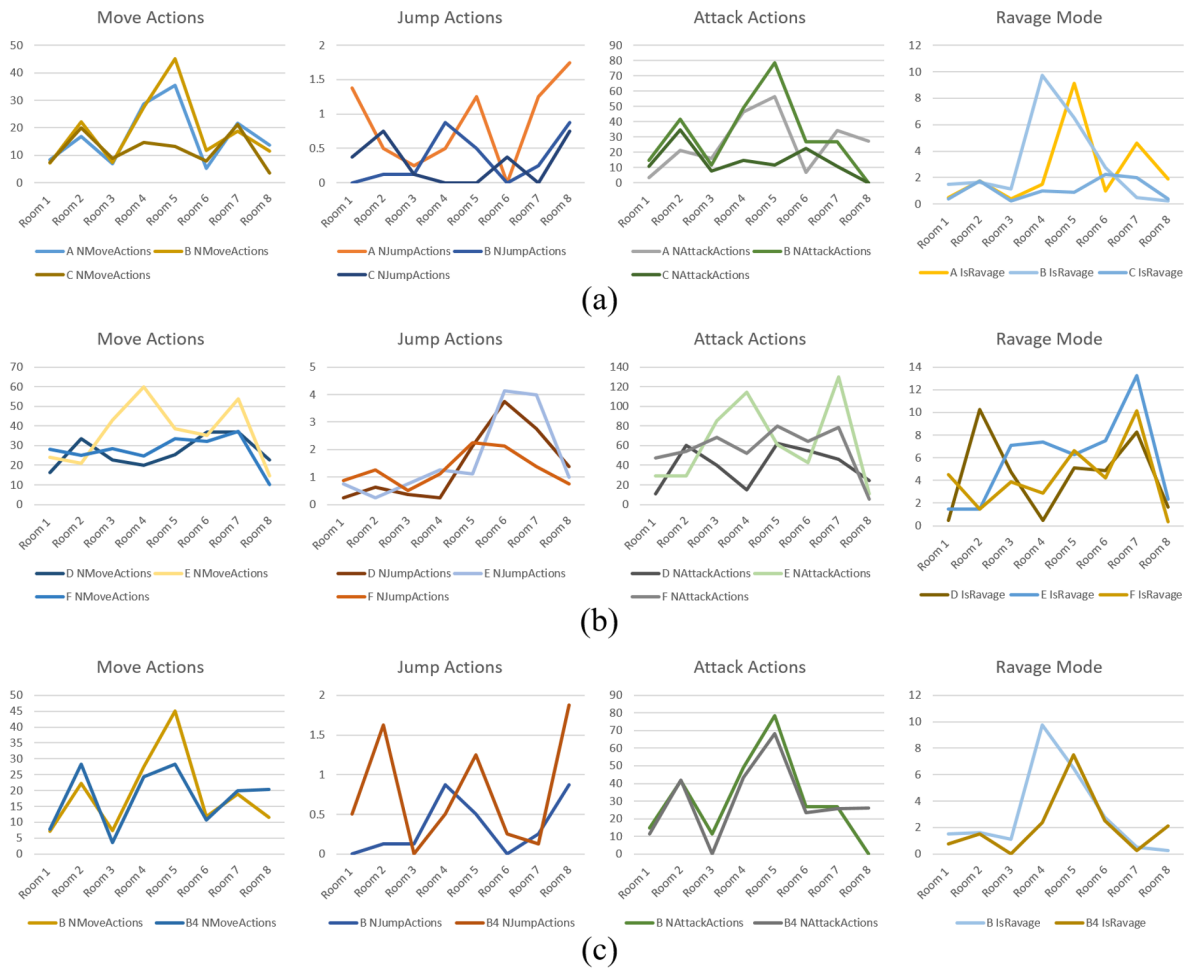 Move Actions
50
40
30
20
10
0
Room 1
Room 2
Room 3
Room 4
Room 5
Room 6
Room 7
Room 8
A NMoveActions B NMoveActions
C NMoveActions
Jump Actions
2
1.5
1
0.5
0
Room 1
Room 2
Room 3
Room 4
Room 5
Room 6
Room 7
Room 8
A NJumpActions B NJumpActions
C NJumpActions
Attack Actions
90
80
70
60
50
40
30
20
10
0
Room 1
Room 2
Room 3
Room 4
Room 5
Room 6
Room 7
Room 8
A NAttackActions B NAttackActions
C NAttackActions
Ravage Mode
12
10
8
6
4
2
0
Room 1
Room 2
Room 3
Room 4
Room 5
Room 6
Room 7
Room 8
A IsRavage B IsRavage C IsRavage
(a)
Move Actions
70
60
50
40
30
20
10
0
Room 1
Room 2
Room 3
Room 4
Room 5
Room 6
Room 7
Room 8
D NMoveActions E NMoveActions
F NMoveActions
Jump Actions
5
4
3
2
1
0
Room 1
Room 2
Room 3
Room 4
Room 5
Room 6
Room 7
Room 8
D NJumpActions E NJumpActions
F NJumpActions
Attack Actions
140
120
100
80
60
40
20
0
Room 1
Room 2
Room 3
Room 4
Room 5
Room 6
Room 7
Room 8
D NAttackActions E NAttackActions
F NAttackActions
Ravage Mode
14
12
10
8
6
4
2
0
Room 1
Room 2
Room 3
Room 4
Room 5
Room 6
Room 7
Room 8
D IsRavage E IsRavage F IsRavage
(b)
Move Actions
50
45
40
35
30
25
20
15
10
5
0
Room 1
Room 2
Room 3
Room 4
Room 5
Room 6
Room 7
Room 8
B NMoveActions B4 NMoveActions
Jump Actions
2
1.5
1
0.5
0
Room 1
Room 2
Room 3
Room 4
Room 5
Room 6
Room 7
Room 8
B NJumpActions B4 NJumpActions
Attack Actions
90
80
70
60
50
40
30
20
10
0
Room 1
Room 2
Room 3
Room 4
Room 5
Room 6
Room 7
Room 8
B NAttackActions B4 NAttackActions
Ravage Mode
12
10
8
6
4
2
0
Room 1
Room 2
Room 3
Room 4
Room 5
Room 6
Room 7
Room 8
B IsRavage B4 IsRavage
(c)